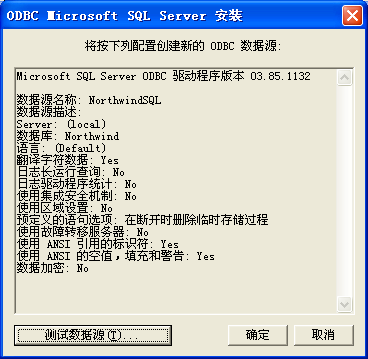 ODBC Microsoft SQL Server 安装
将按下列配置创建新的 ODBC 数据源:
Microsoft SQL Server ODBC 驱动程序版本 03.85.1132
数据源名称: NorthwindSQL
数据源描述:
Server: (local)
数据库: Northwind
语言: (Default)
翻译字符数据: Yes
日志长运行查询: No
日志驱动程序统计: No
使用集成安全机制: No
使用区域设置: No
预定义的语句选项: 在断开时删除临时存储过程
使用故障转移服务器: No
使用 ANSI 引用的标识符: Yes
使用 ANSI 的空值，填充和警告: Yes
数据加密: No
测试数据源(T)...
确定
取消